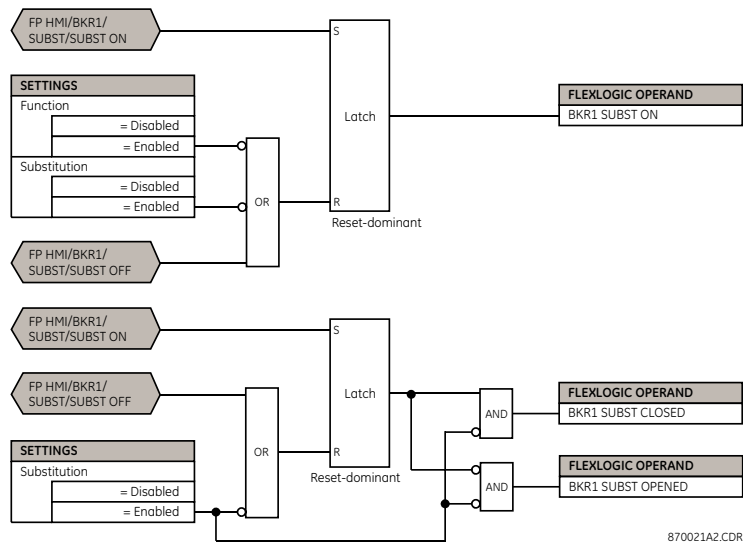 FP HMI/BKR1/
SUBST/SUBST ON
S
SETTINGS
Function
= Disabled
= Enabled
Substitution
= Disabled
= Enabled
OR
Latch
R
Reset-dominant
FLEXLOGIC OPERAND
BKR1 SUBST ON
FP HMI/BKR1/
SUBST/SUBST OFF
FP HMI/BKR1/
SUBST/SUBST ON
S
FP HMI/BKR1/
SUBST/SUBST OFF
Latch
OR
R
Reset-dominant
SETTINGS
Substitution
= Disabled
= Enabled
AND
FLEXLOGIC OPERAND
BKR1 SUBST CLOSED
AND
FLEXLOGIC OPERAND
BKR1 SUBST OPENED
870021A2.CDR